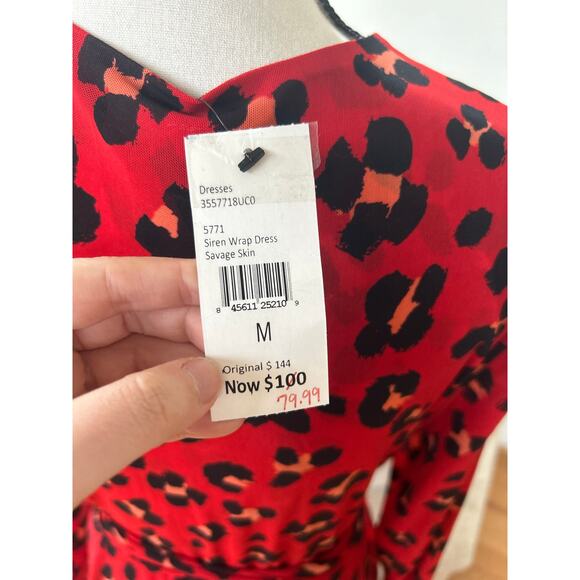 Dresses
3557718UC0
5771
Siren Wrap Dress
Savage Skin
8 45611 25210 9
M
Original $ 144
Now $100
79.99